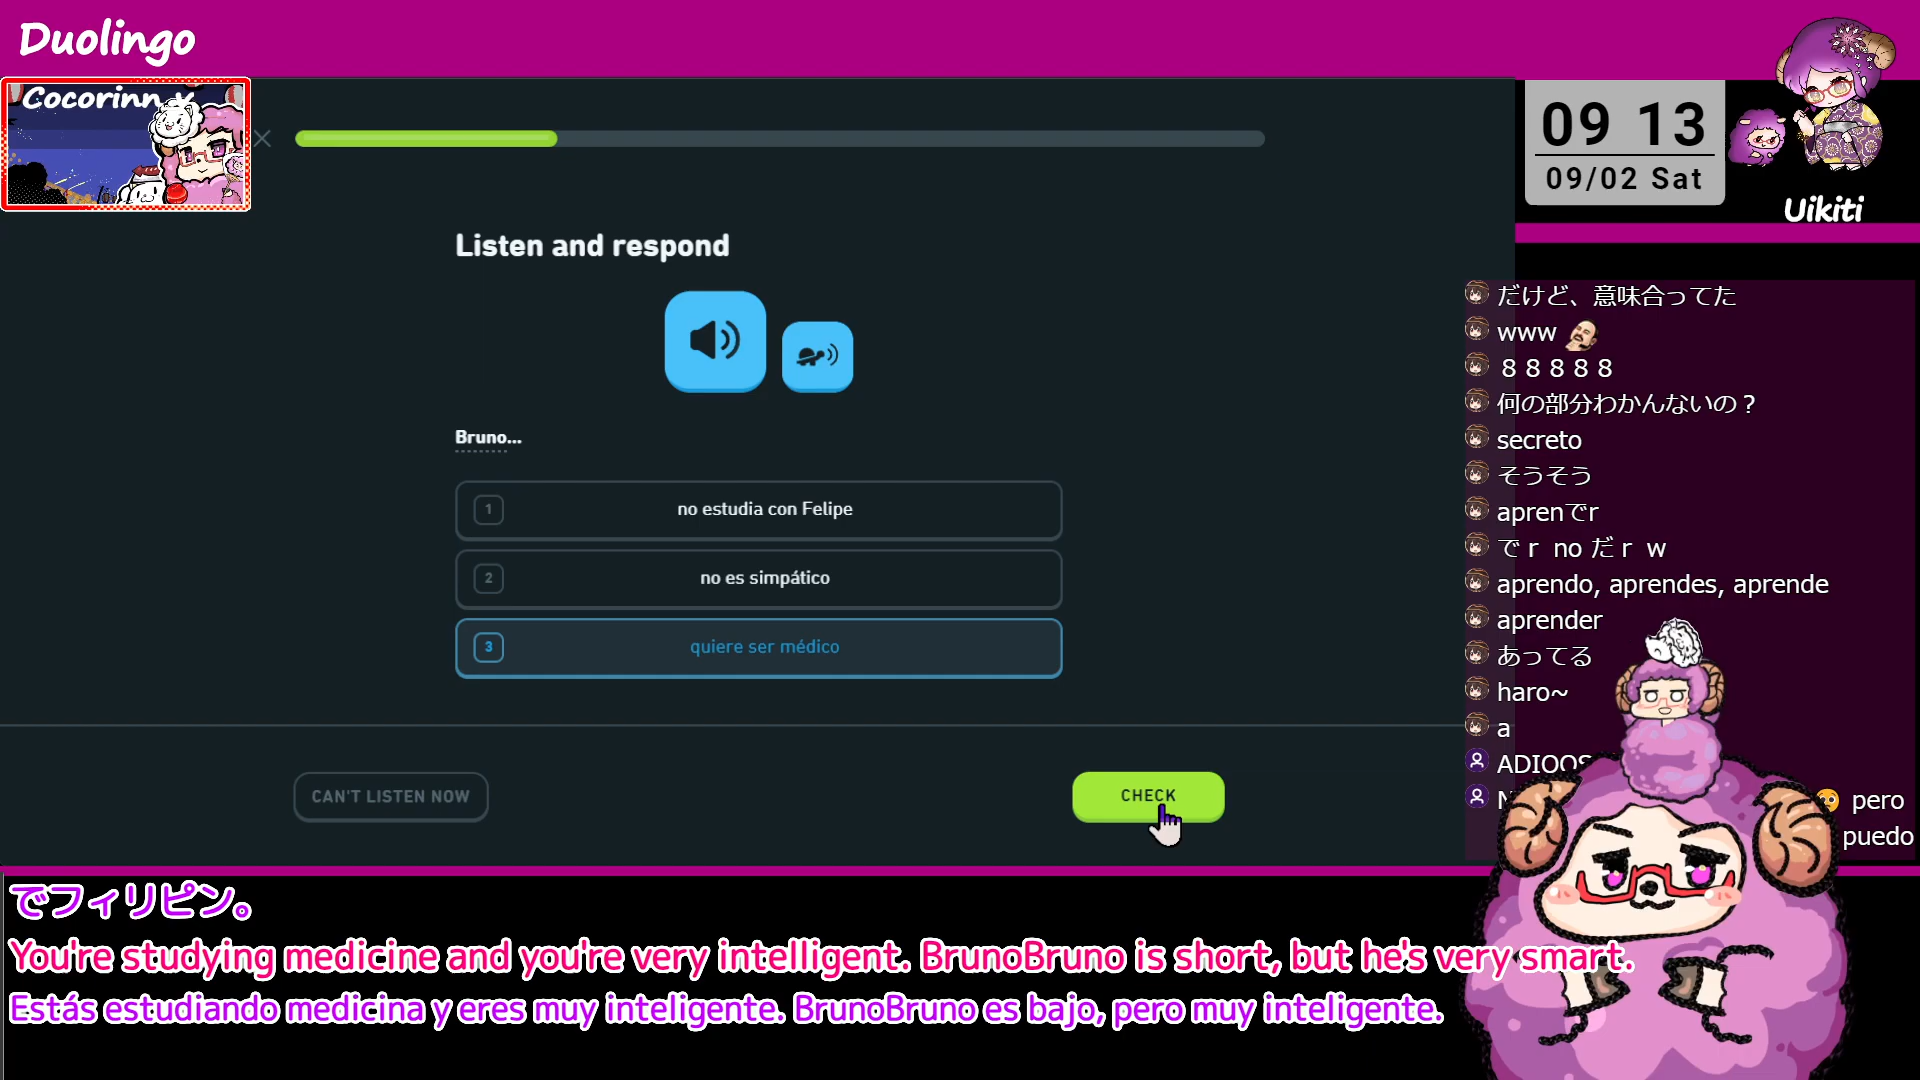 Duolingo
Cocorinn_y
09 13
09/02 Sat
Uikiti
Listen and respond
Bruno...
1 no estudia con Felipe
2 no es simpático
3 quiere ser médico
CAN'T LISTEN NOW
CHECK
だけど、意味合ってた
www
８８８８８
何の部分わかんないの？
secreto
そうそう
aprenでr
でｒ no だｒ w
aprendo, aprendes, aprende
aprender
あってる
haro~
a
ADIOOS
pero
puedo
でフィリピン。
You're studying medicine and you're very intelligent. BrunoBruno is short, but he's very smart.
Estás estudiando medicina y eres muy inteligente. BrunoBruno es bajo, pero muy inteligente.